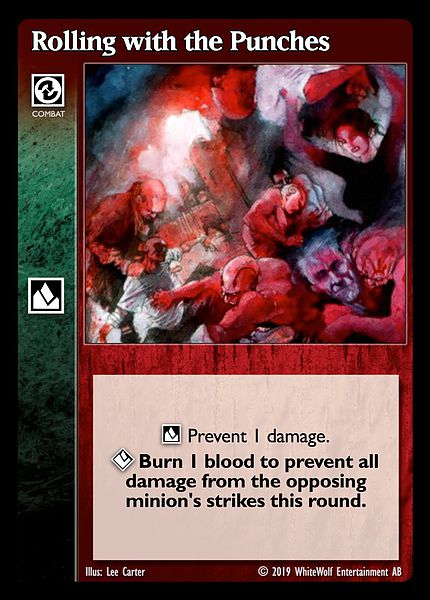 Rolling with the Punches
COMBAT
Prevent 1 damage.
Burn 1 blood to prevent all
damage from the opposing
minion's strikes this round.
Illus: Lee Carter
© 2019 WhiteWolf Entertainment AB